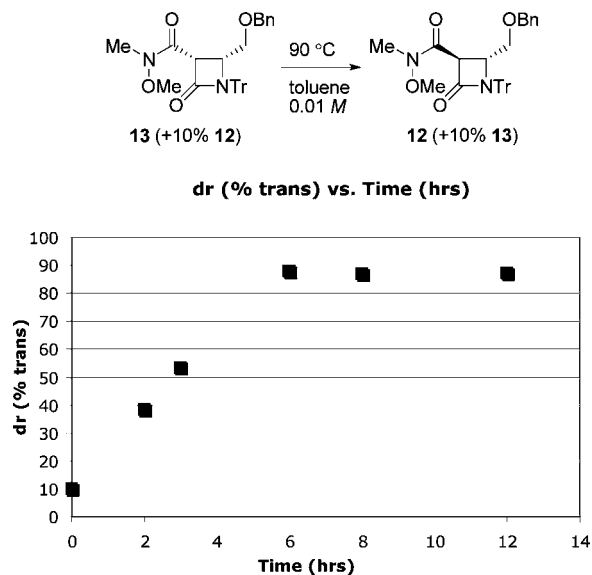 O OBn
Me N 90 °C Me N
OMe NTr toluene OMe NTr
O 0.01 M O
13 (+10% 12) 12 (+10% 13)
dr (% trans) vs. Time (hrs)
dr (% trans)
100
90
80
70
60
50
40
30
20
10
0
0 2 4 6 8 10 12 14
Time (hrs)